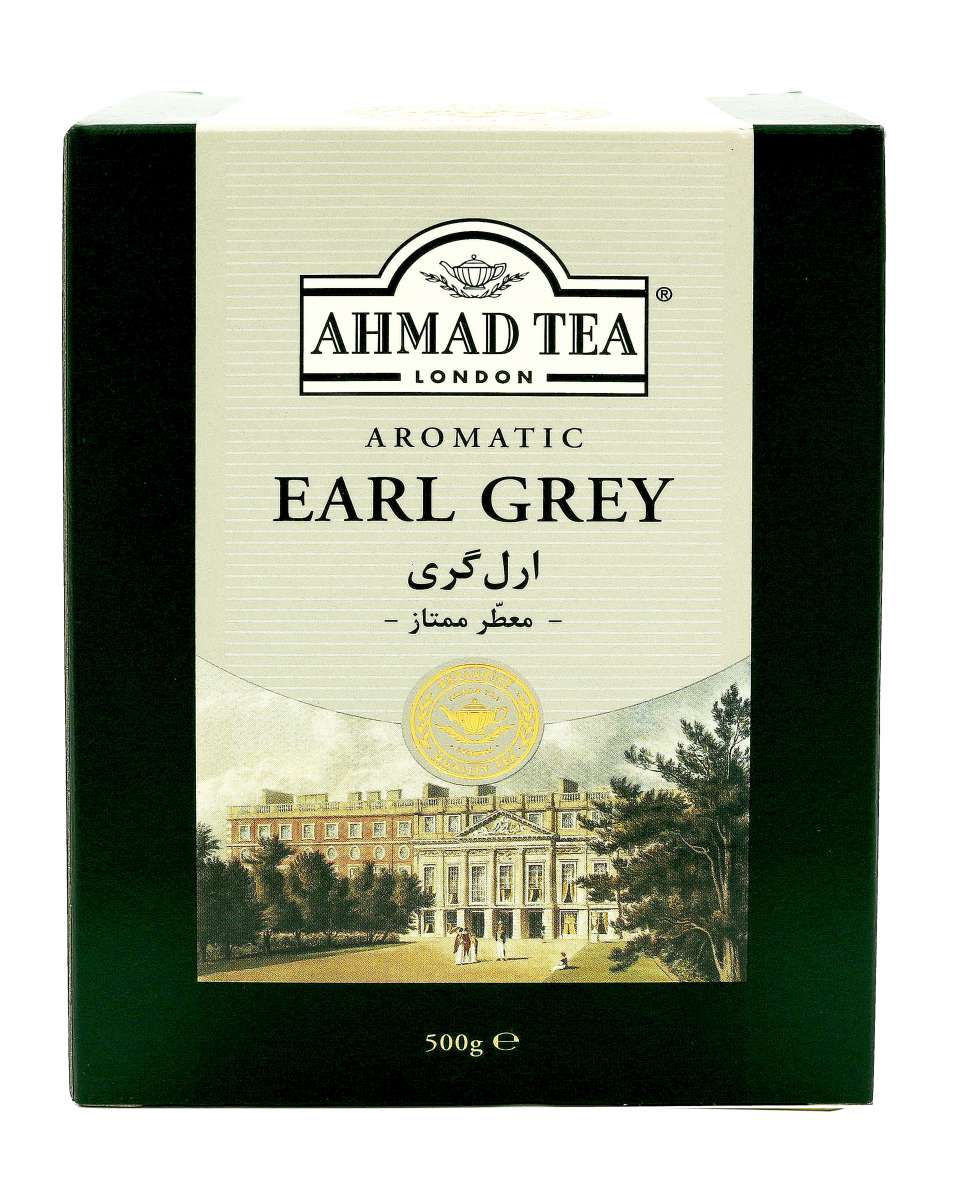 AHMAD TEA
®
LONDON
AROMATIC
EARL GREY
ارل گری
- معطّر ممتاز -
500g ℮